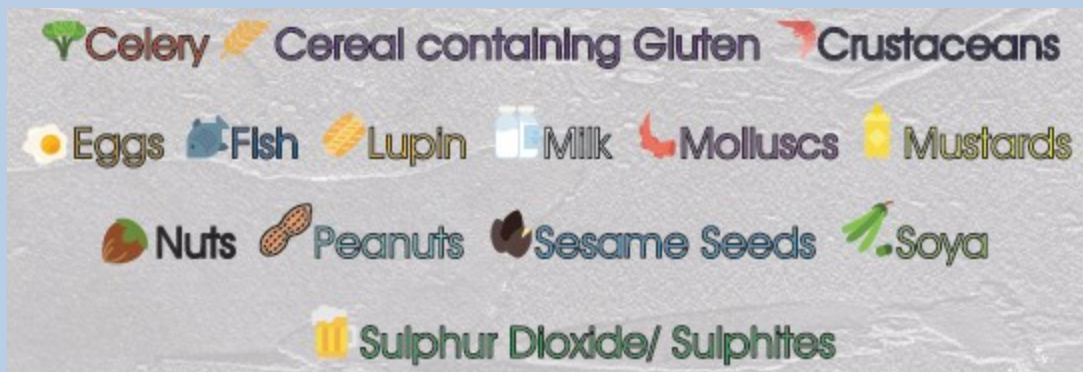 Celery Cereal containing Gluten Crustaceans
Eggs Fish Lupin Milk Molluscs Mustards
Nuts Peanuts Sesame Seeds Soya
Sulphur Dioxide/ Sulphites